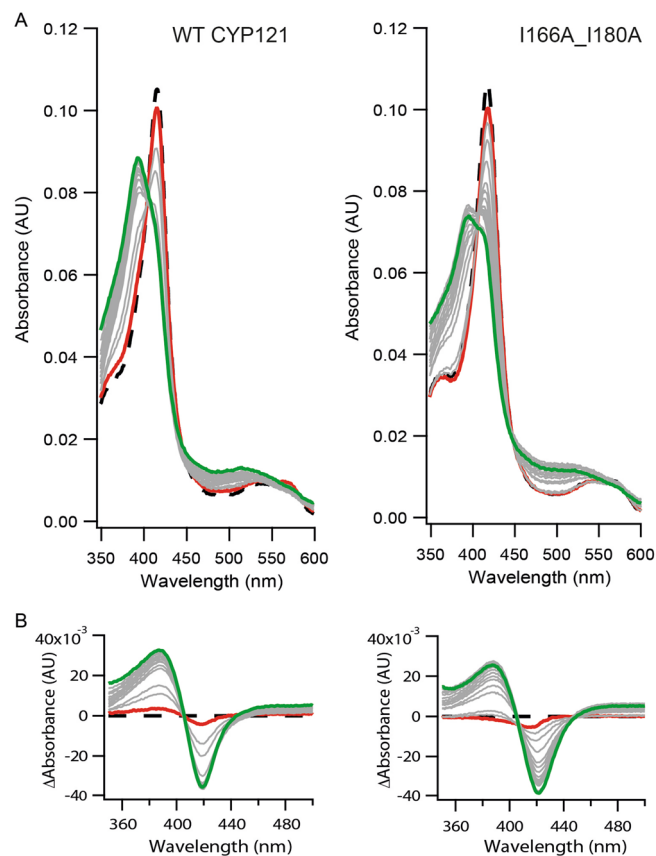 A
WT CYP121
I166A_I180A
0.12
0.10
0.08
0.06
0.04
0.02
0.00
Absorbance (AU)
350 400 450 500 550 600
Wavelength (nm)
0.12
0.10
0.08
0.06
0.04
0.02
0.00
Absorbance (AU)
350 400 450 500 550 600
Wavelength (nm)
B
40x10-3
20
0
-20
-40
ΔAbsorbance (AU)
360 400 440 480
Wavelength (nm)
40x10-3
20
0
-20
-40
ΔAbsorbance (AU)
360 400 440 480
Wavelength (nm)